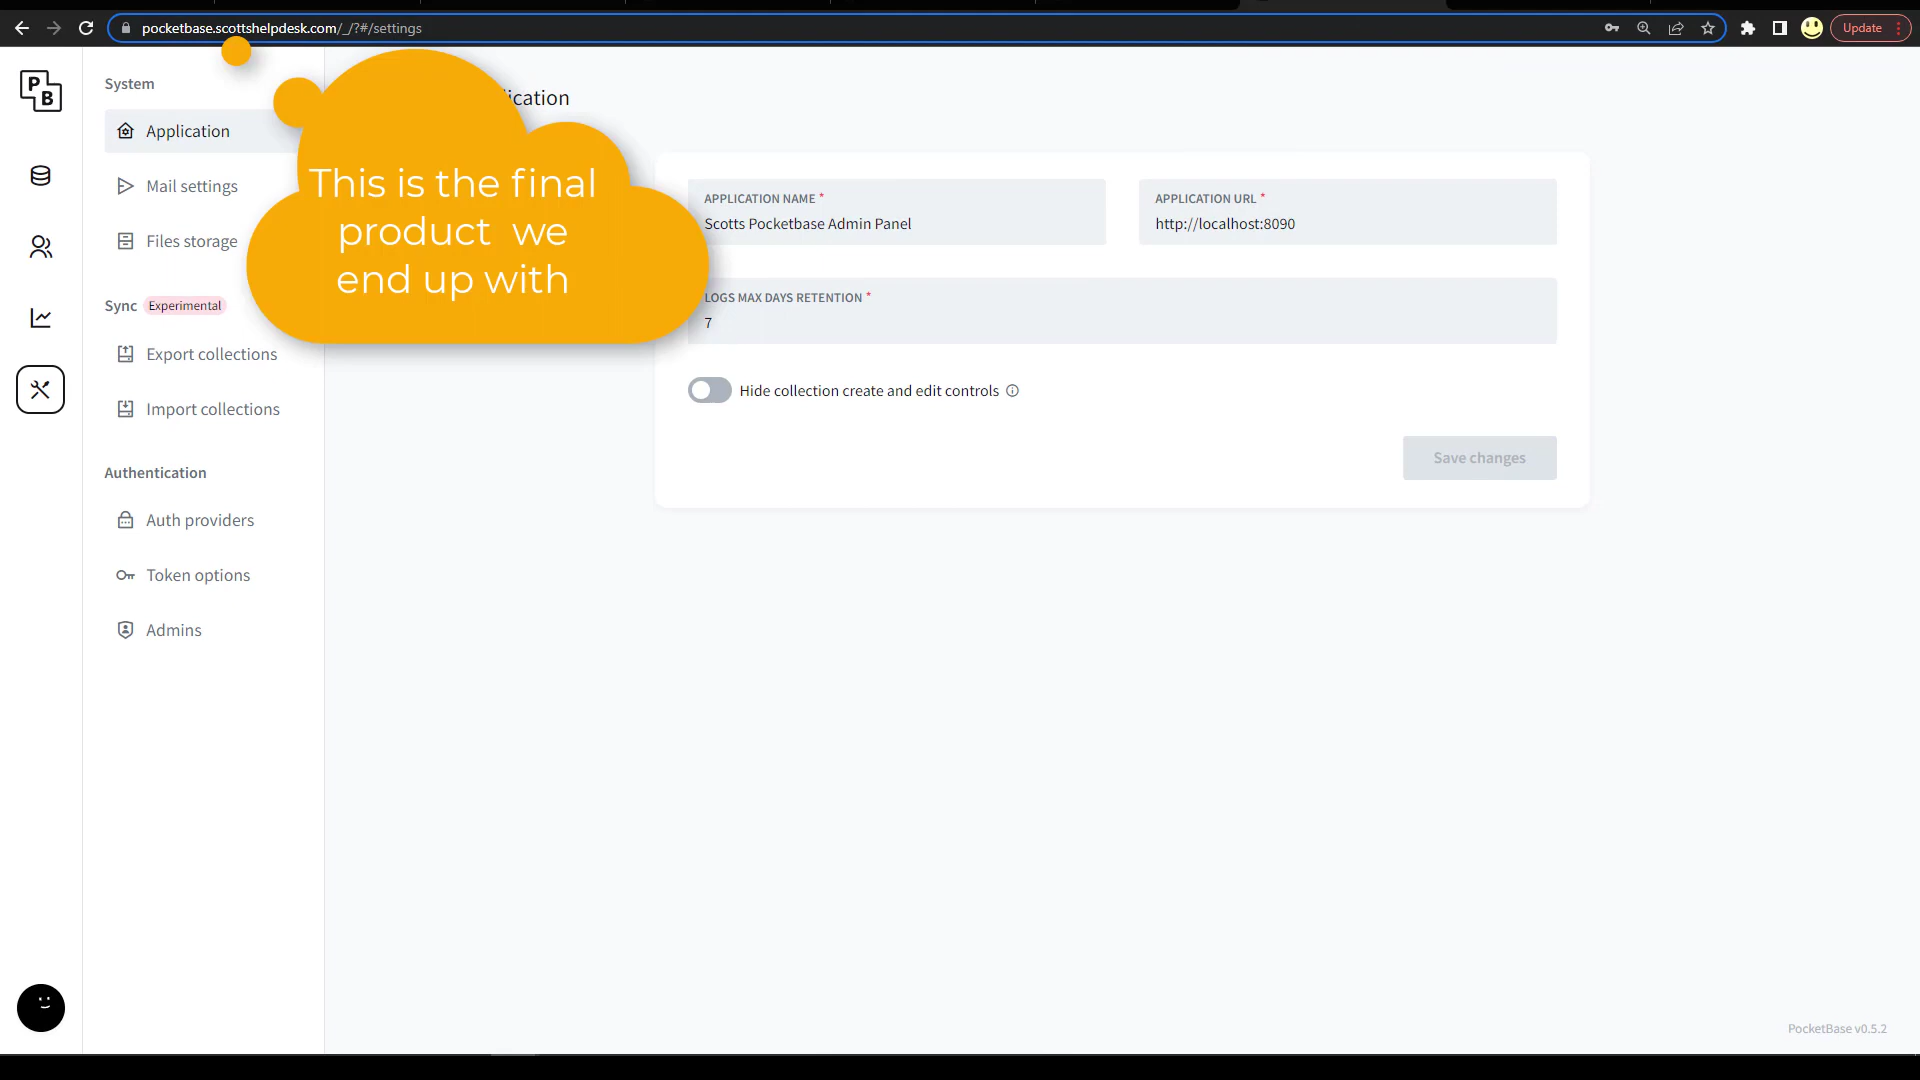 pocketbase.scottshelpdesk.com/_/?#/settings
Update
P
B
System
Application
Mail settings
Files storage
Sync Experimental
Export collections
Import collections
Authentication
Auth providers
Token options
Admins
This is the final
product we
end up with
ication
APPLICATION NAME *
Scotts Pocketbase Admin Panel
APPLICATION URL *
http://localhost:8090
LOGS MAX DAYS RETENTION *
7
Hide collection create and edit controls
Save changes
PocketBase v0.5.2